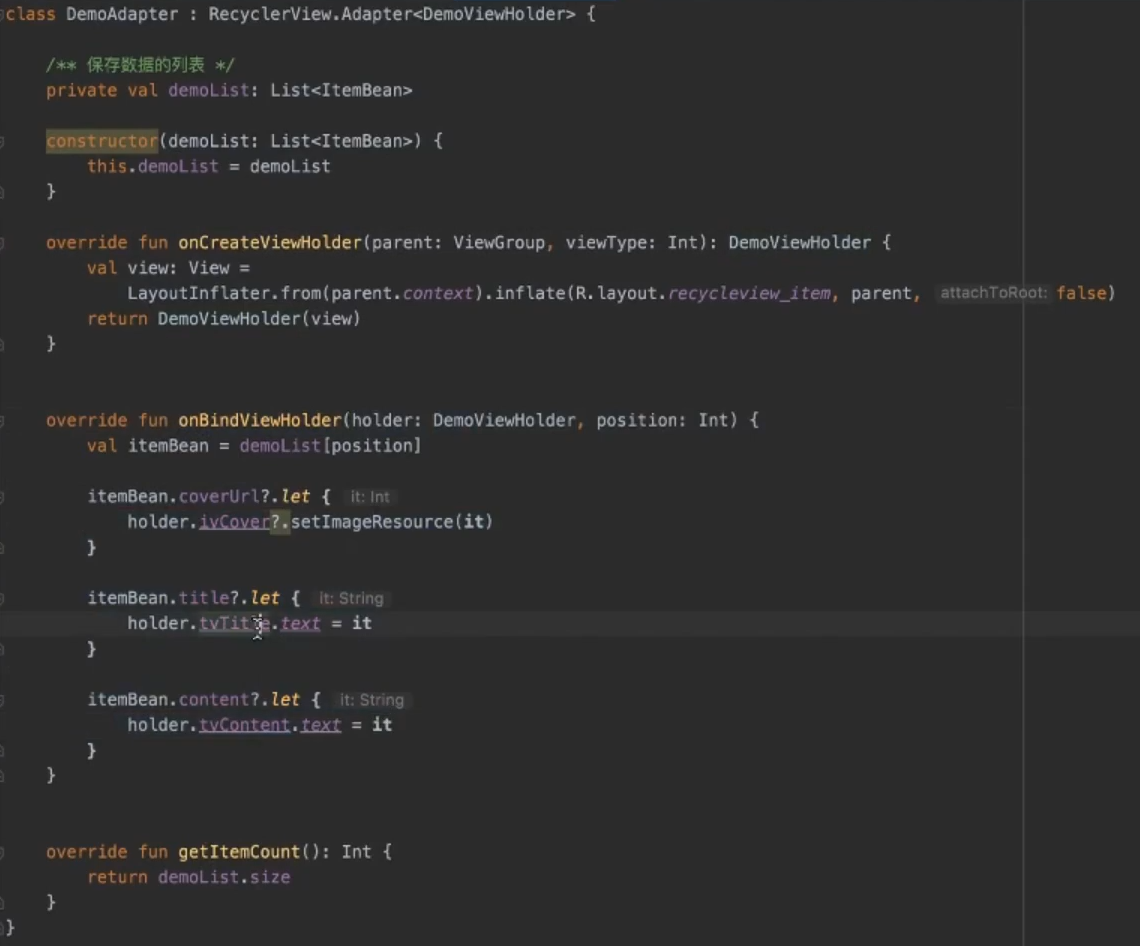 class DemoAdapter : RecyclerView.Adapter<DemoViewHolder> {
/** 保存数据的列表 */
private val demoList: List<ItemBean>
constructor(demoList: List<ItemBean>) {
this.demoList = demoList
}
override fun onCreateViewHolder(parent: ViewGroup, viewType: Int): DemoViewHolder {
val view: View =
LayoutInflater.from(parent.context).inflate(R.layout.recycleview_item, parent, attachToRoot: false)
return DemoViewHolder(view)
}
override fun onBindViewHolder(holder: DemoViewHolder, position: Int) {
val itemBean = demoList[position]
itemBean.coverUrl?.let { it: Int
holder.ivCover?.setImageResource(it)
}
itemBean.title?.let { it: String
holder.tvTitle.text = it
}
itemBean.content?.let { it: String
holder.tvContent.text = it
}
}
override fun getItemCount(): Int {
return demoList.size
}
}